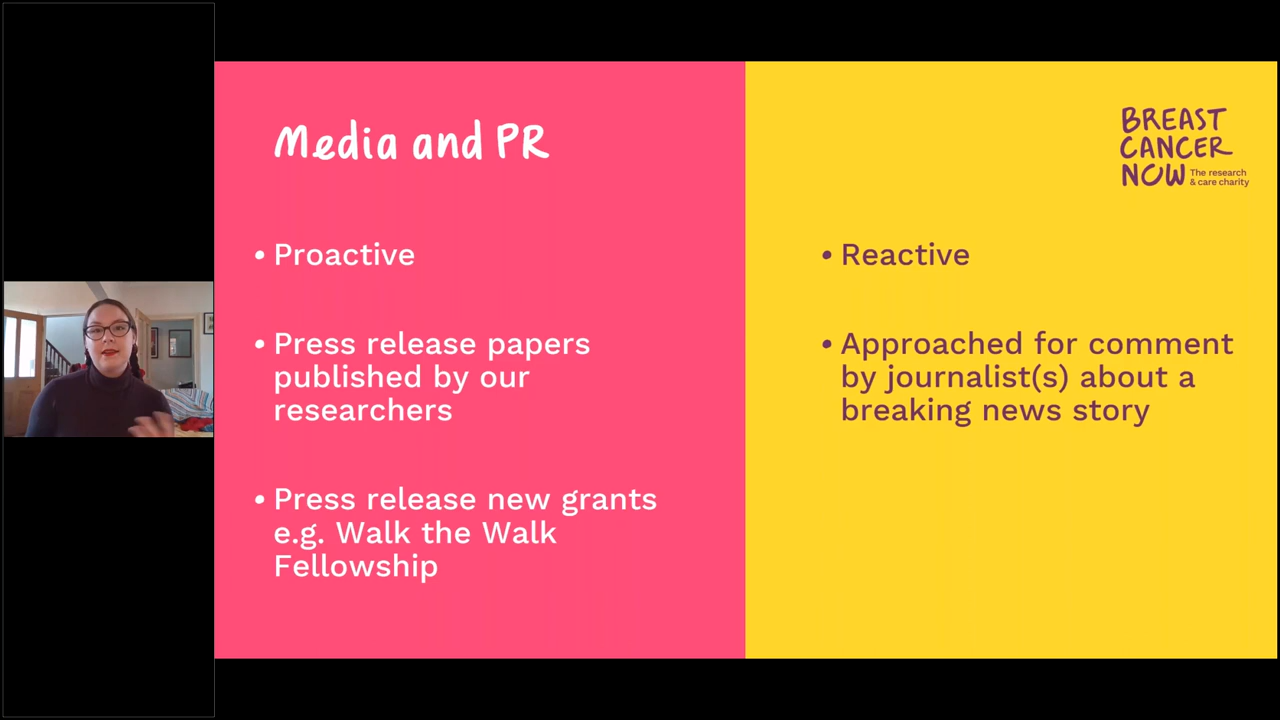 Media and PR
• Proactive
• Press release papers
published by our
researchers
• Press release new grants
e.g. Walk the Walk
Fellowship
BREAST
CANCER
NOW
The research
& care charity
• Reactive
• Approached for comment
by journalist(s) about a
breaking news story